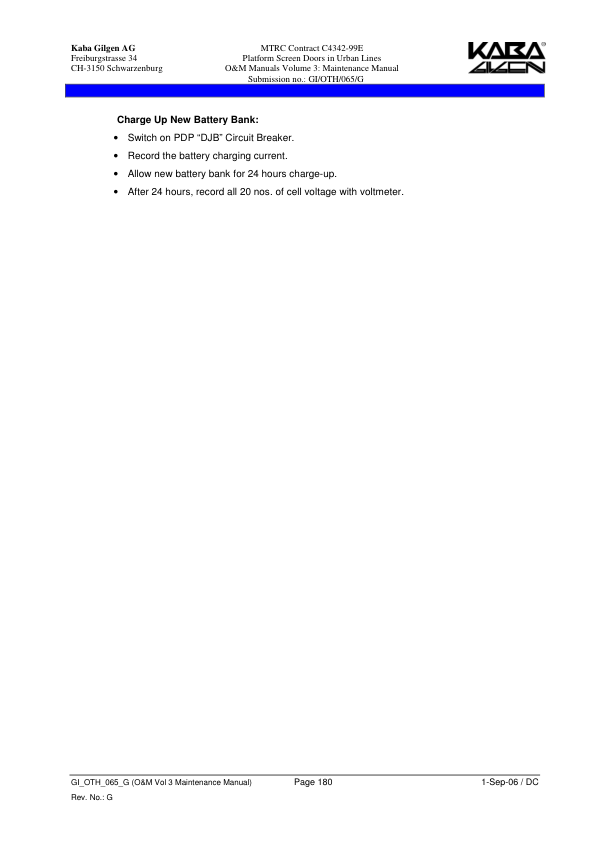 Kaba Gilgen AG
Freiburgstrasse 34
CH-3150 Schwarzenburg
MTRC Contract C4342-99E
Platform Screen Doors in Urban Lines
O&M Manuals Volume 3: Maintenance Manual
Submission no.: GI/OTH/065/G
KABA®
GILGEN
Charge Up New Battery Bank:
• Switch on PDP “DJB” Circuit Breaker.
• Record the battery charging current.
• Allow new battery bank for 24 hours charge-up.
• After 24 hours, record all 20 nos. of cell voltage with voltmeter.
GI_OTH_065_G (O&M Vol 3 Maintenance Manual) Page 180 1-Sep-06 / DC
Rev. No.: G